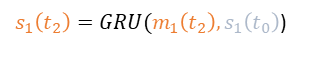 s₁(t₂) = GRU(m₁(t₂), s₁(t₀))